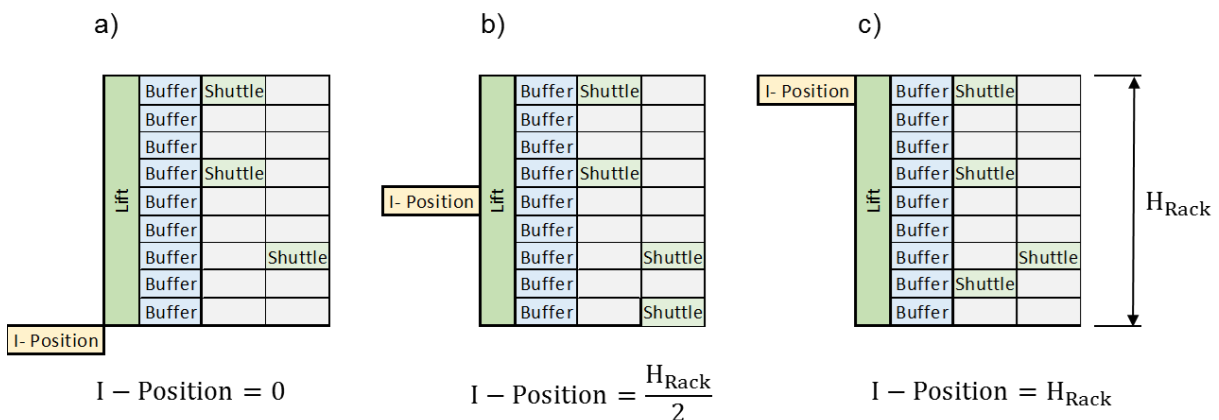 a)
Lift
Buffer Shuttle
Buffer
Buffer
Buffer Shuttle
Buffer
Buffer
Buffer Shuttle
Buffer
Buffer
I- Position
I − Position = 0
b)
Lift
Buffer Shuttle
Buffer
Buffer
Buffer Shuttle
I- Position Buffer
Buffer
Buffer Shuttle
Buffer
Buffer Shuttle
I − Position = H_Rack / 2
c)
Lift
I- Position Buffer Shuttle
Buffer
Buffer
Buffer Shuttle
Buffer
Buffer
Buffer Shuttle
Buffer Shuttle
Buffer
H_Rack
I − Position = H_Rack